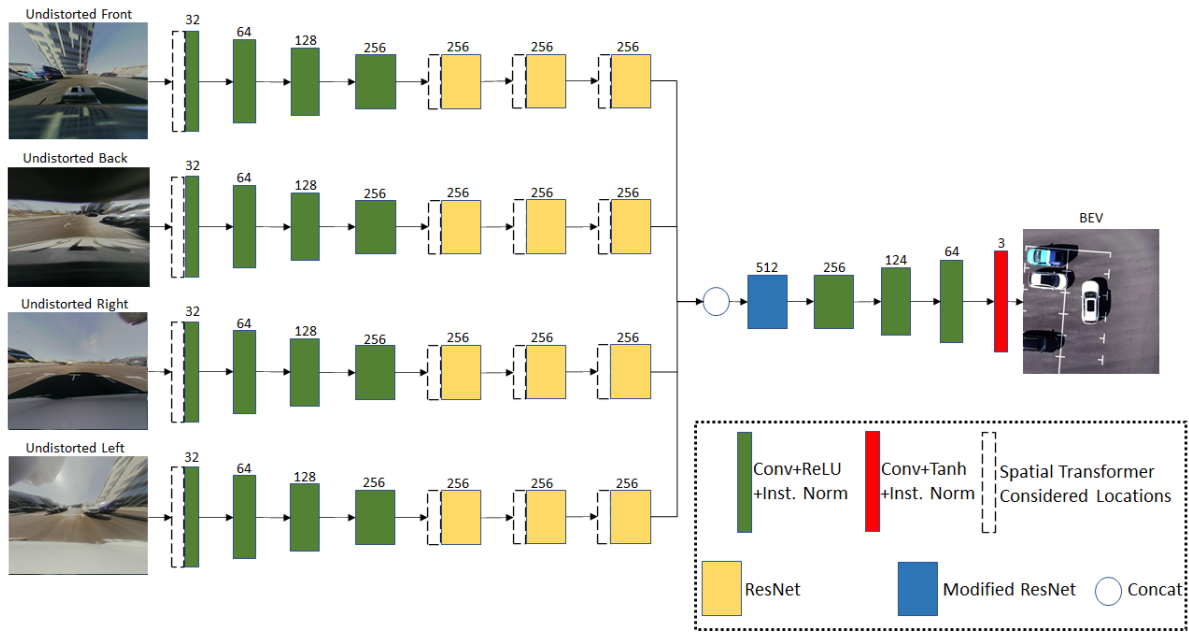 Undistorted Front
32
64
128
256
256
256
256
Undistorted Back
32
64
128
256
256
256
256
Undistorted Right
32
64
128
256
256
256
256
Undistorted Left
32
64
128
256
256
256
256
512
256
124
64
3
BEV
Conv+ReLU
+Inst. Norm
Conv+Tanh
+Inst. Norm
Spatial Transformer
Considered Locations
ResNet
Modified ResNet
Concat